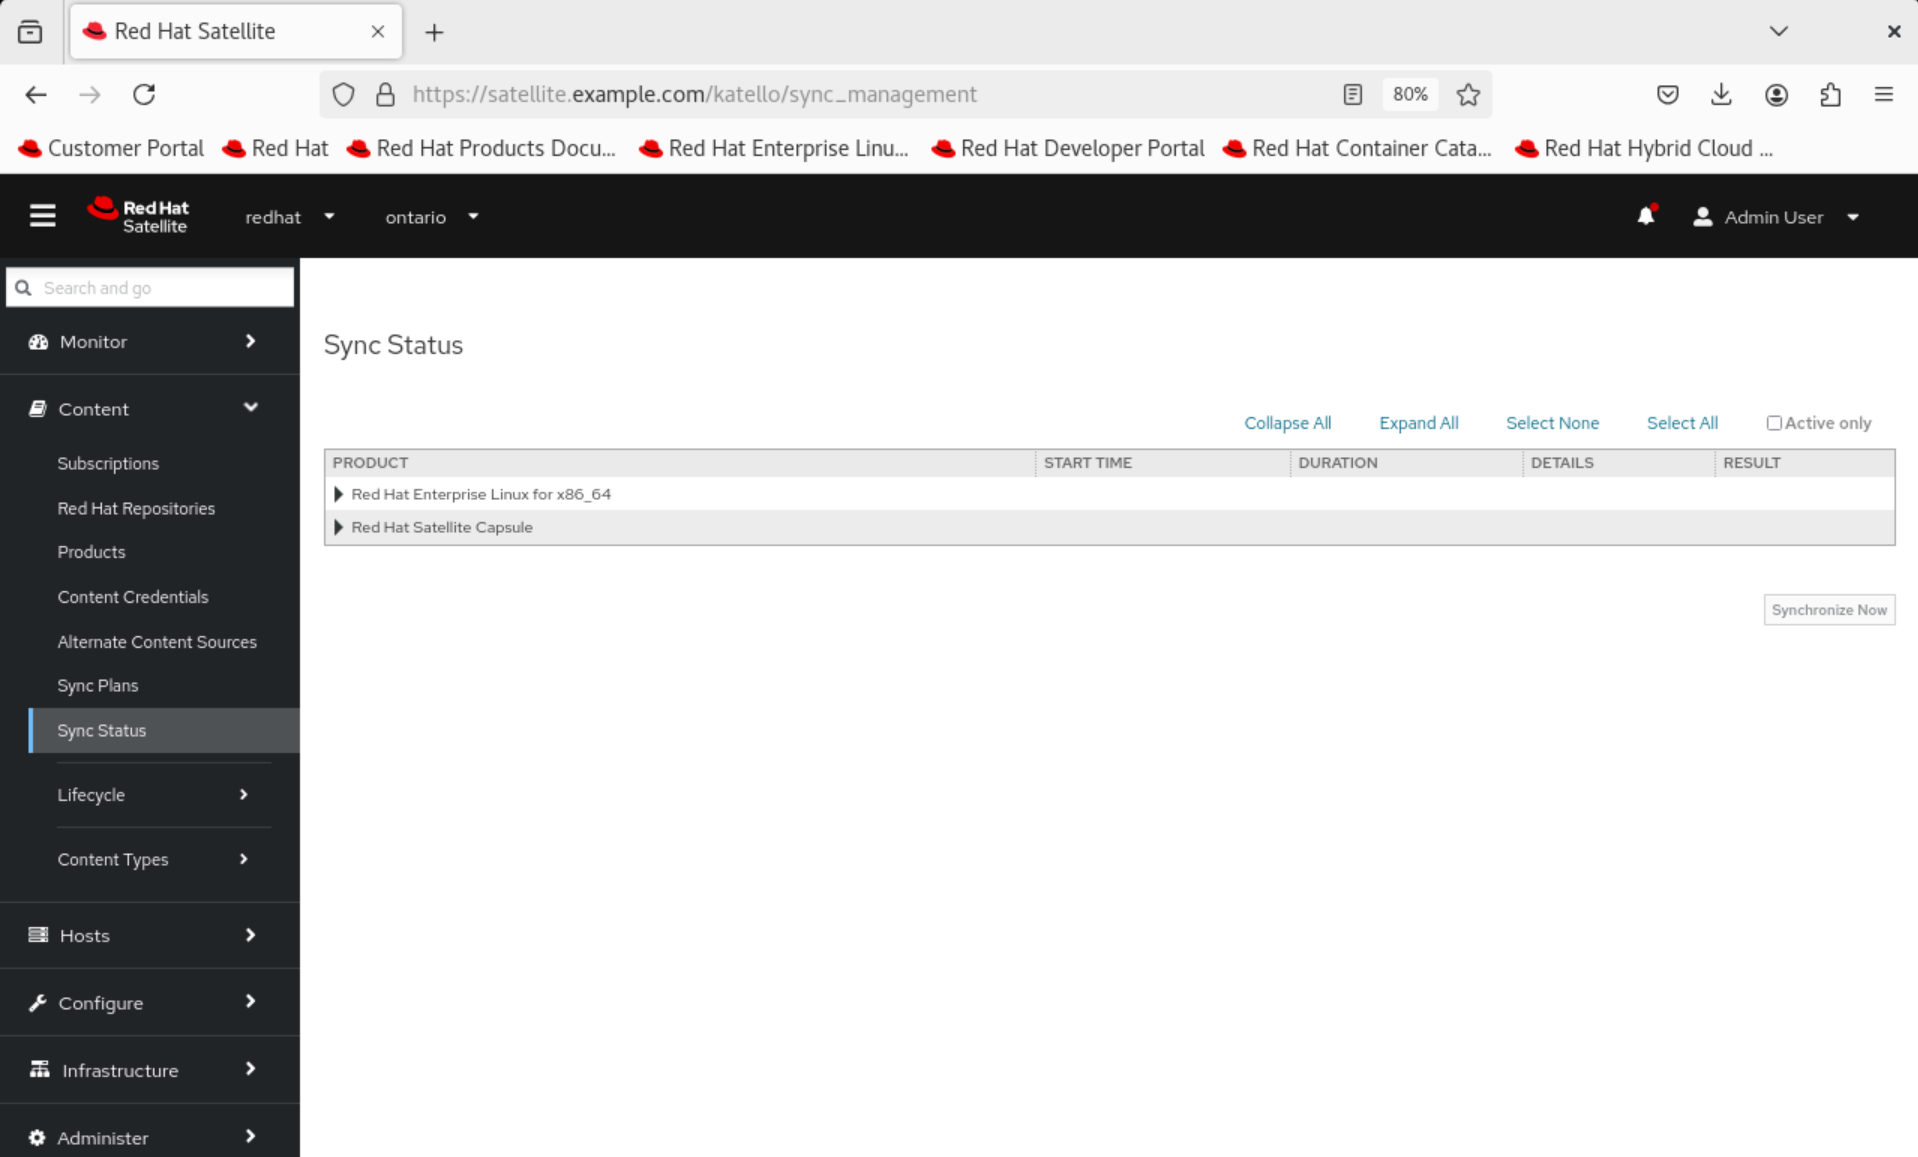 Red Hat Satellite
https://satellite.example.com/katello/sync_management
80%
Customer Portal
Red Hat
Red Hat Products Docu...
Red Hat Enterprise Linu...
Red Hat Developer Portal
Red Hat Container Cata...
Red Hat Hybrid Cloud ...
Red Hat
Satellite
redhat
ontario
Admin User
Search and go
Monitor
Content
Subscriptions
Red Hat Repositories
Products
Content Credentials
Alternate Content Sources
Sync Plans
Sync Status
Lifecycle
Content Types
Hosts
Configure
Infrastructure
Administer
Sync Status
Collapse All
Expand All
Select None
Select All
Active only
PRODUCT START TIME DURATION DETAILS RESULT
Red Hat Enterprise Linux for x86_64
Red Hat Satellite Capsule
Synchronize Now